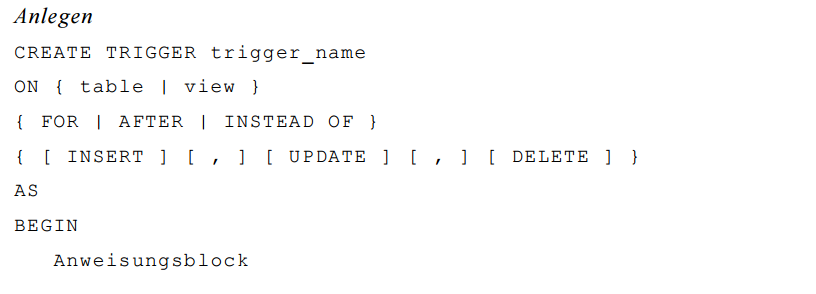 Anlegen
CREATE TRIGGER trigger_name
ON { table | view }
{ FOR | AFTER | INSTEAD OF }
{ [ INSERT ] [ , ] [ UPDATE ] [ , ] [ DELETE ] }
AS
BEGIN
Anweisungsblock